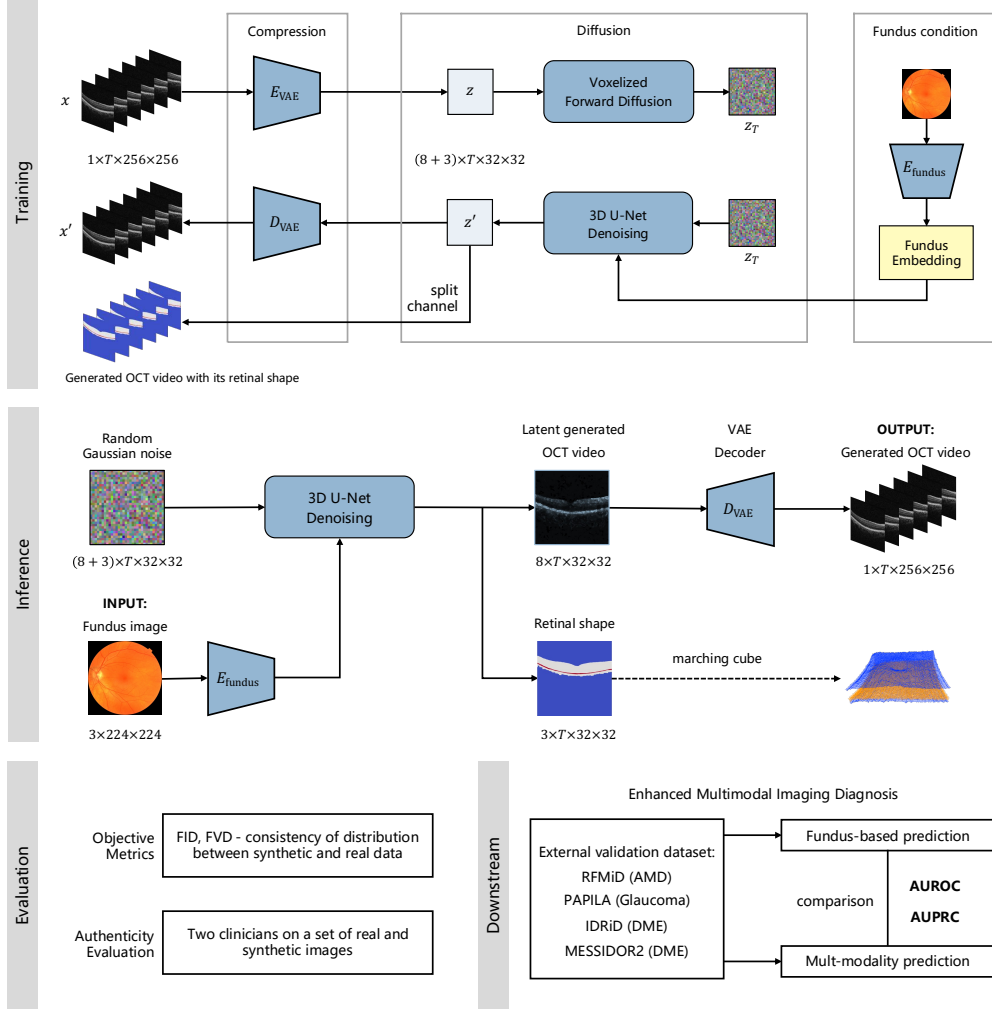 Training
Compression
Diffusion
Fundus condition
x
E_VAE
z
Voxelized
Forward Diffusion
z_T
1×T×256×256
(8 + 3)×T×32×32
E_fundus
x′
D_VAE
z′
3D U-Net
Denoising
z_T
Fundus
Embedding
split
channel
Generated OCT video with its retinal shape
Inference
Random
Gaussian noise
3D U-Net
Denoising
(8 + 3)×T×32×32
Latent generated
OCT video
8×T×32×32
VAE
Decoder
D_VAE
OUTPUT:
Generated OCT video
1×T×256×256
INPUT:
Fundus image
E_fundus
3×224×224
Retinal shape
3×T×32×32
marching cube
Evaluation
Objective
Metrics
FID, FVD - consistency of distribution
between synthetic and real data
Authenticity
Evaluation
Two clinicians on a set of real and
synthetic images
Downstream
Enhanced Multimodal Imaging Diagnosis
External validation dataset:
RFMiD (AMD)
PAPILA (Glaucoma)
IDRiD (DME)
MESSIDOR2 (DME)
Fundus-based prediction
comparison
AUROC
AUPRC
Mult-modality prediction